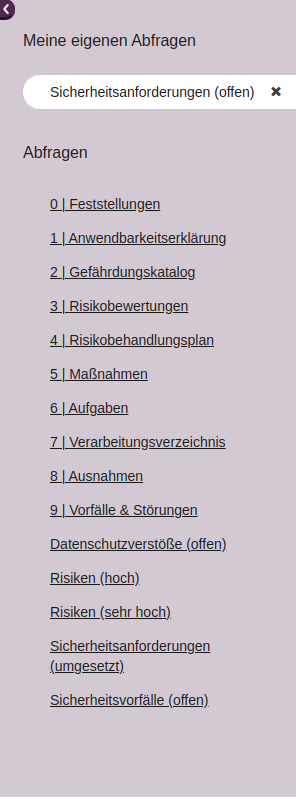 Meine eigenen Abfragen
Sicherheitsanforderungen (offen) ✖
Abfragen
0 | Feststellungen
1 | Anwendbarkeitserklärung
2 | Gefährdungskatalog
3 | Risikobewertungen
4 | Risikobehandlungsplan
5 | Maßnahmen
6 | Aufgaben
7 | Verarbeitungsverzeichnis
8 | Ausnahmen
9 | Vorfälle & Störungen
Datenschutzverstöße (offen)
Risiken (hoch)
Risiken (sehr hoch)
Sicherheitsanforderungen
(umgesetzt)
Sicherheitsvorfälle (offen)